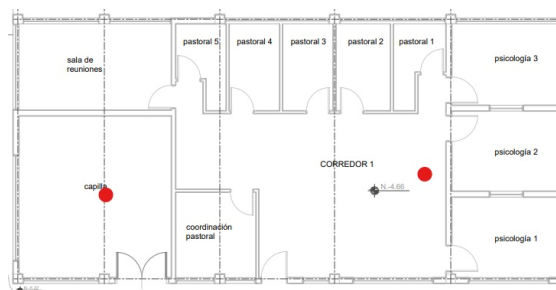 sala de
reuniones
pastoral 5
pastoral 4
pastoral 3
pastoral 2
pastoral 1
psicología 3
psicología 2
CORREDOR 1
N.-4.66
capilla
coordinación
pastoral
psicología 1